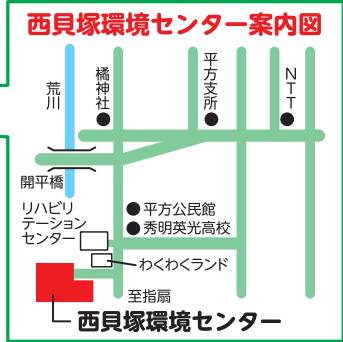 西貝塚環境センター案内図
荒川
橘神社
平方支所
NTT
開平橋
リハビリ
テーション
センター
平方公民館
秀明英光高校
わくわくランド
至指扇
西貝塚環境センター